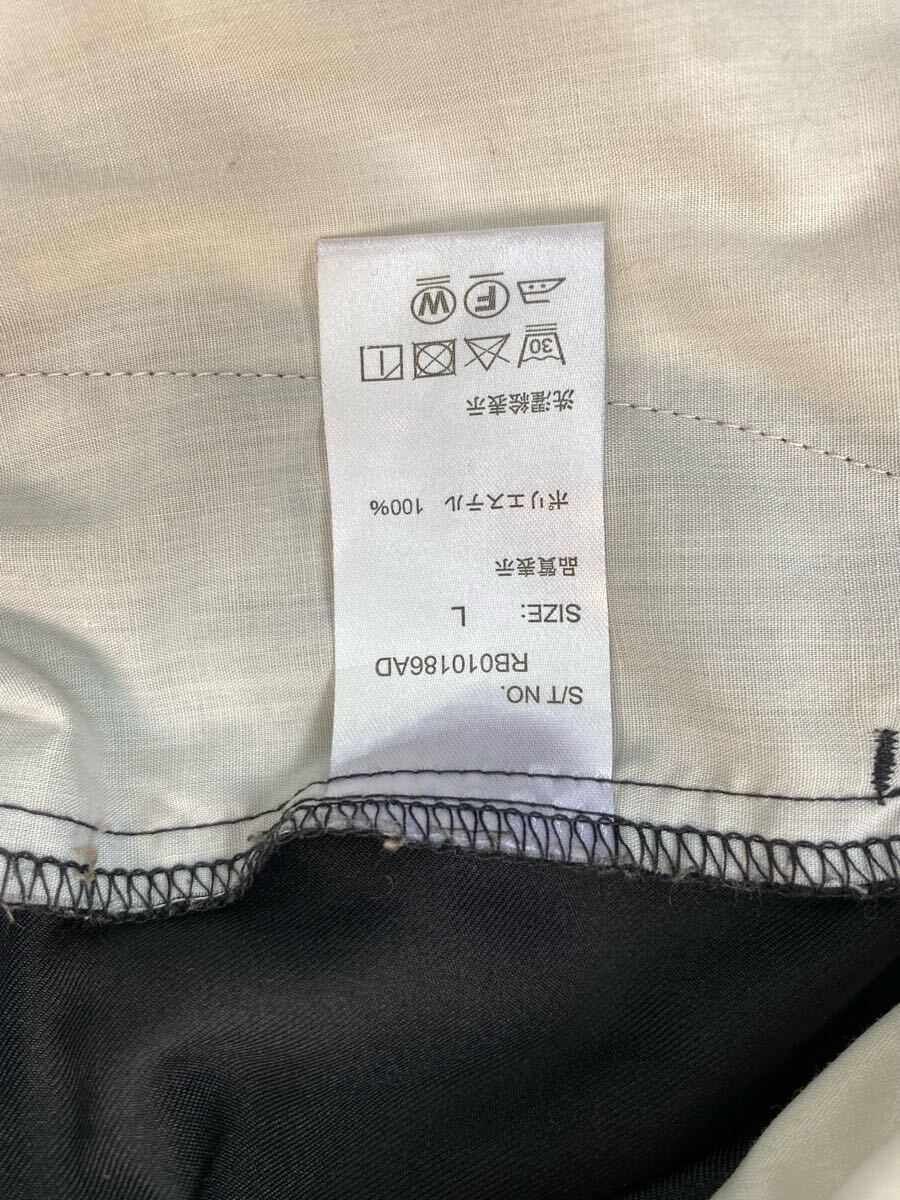 S/T NO.
RB010186AD
SIZE: L
品質表示
ポリエステル 100%
洗濯絵表示
30
F W